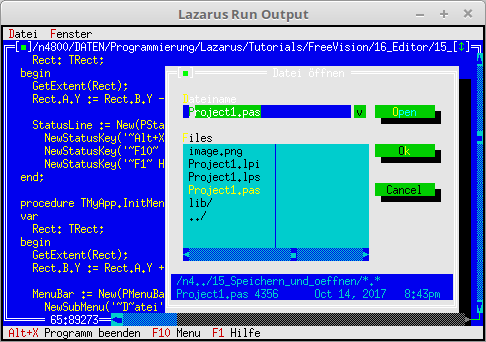 Lazarus Run Output
Datei Fenster
[■]/n4800/DATEN/Programmierung/Lazarus/Tutorials/FreeVision/16_Editor/15_[↕]
Rect: TRect;
begin
GetExtent(Rect);
Rect.A.Y := Rect.B.Y -
StatusLine := New(PSta
NewStatusKey('~Alt+X
NewStatusKey('~F10~
NewStatusKey('~F1~ H
end;
procedure TMyApp.InitMen
var
Rect: TRect;
begin
GetExtent(Rect);
Rect.B.Y := Rect.A.Y +
MenuBar := New(PMenuBa
NewSubMenu('~D~atei'
65:89273
[■] Datei öffnen
ateiname
Project1.pas
Open
iles
image.png
Project1.lpi
Project1.lps
Project1.pas
lib/
../
Ok
Cancel
/n4../15_Speichern_und_oeffnen/*.*
Project1.pas 4356 Oct 14, 2017 8:43pm
Alt+X Programm beenden F10 Menu F1 Hilfe